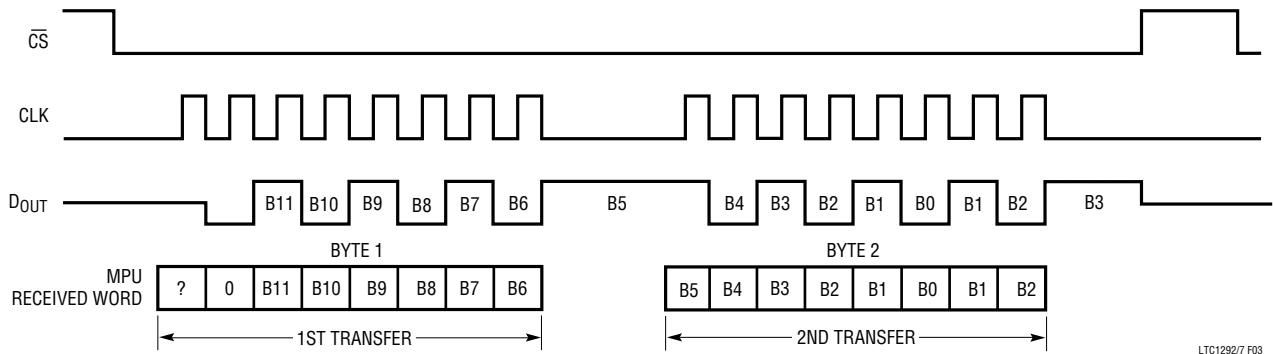 C̅S̅
CLK
DOUT B11 B10 B9 B8 B7 B6 B5 B4 B3 B2 B1 B0 B1 B2 B3
BYTE 1 BYTE 2
MPU
RECEIVED WORD
? 0 B11 B10 B9 B8 B7 B6 B5 B4 B3 B2 B1 B0 B1 B2
1ST TRANSFER 2ND TRANSFER
LTC1292/7 F03